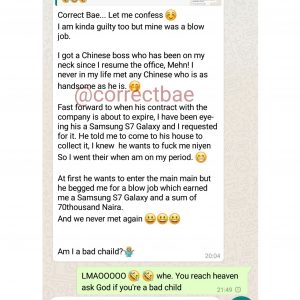 Correct Bae... Let me confess
I am kinda guilty too but mine was a blow
job.
I got a Chinese boss who has been on my
neck since I resume the office, Mehn! I
never in my life met any Chinese who is as
handsome as he is.
@correctbae
Fast forward to when his contract with the
company is about to expire, I have been eye-
ing his a Samsung S7 Galaxy and I requested
for it. He told me to come to his house to
collect it, I knew he wants to fuck me niyen
So I went their when am on my period.
At first he wants to enter the main main but
he begged me for a blow job which earned
me a Samsung S7 Galaxy and a sum of
70thousand Naira.
And we never met again
20:04
Am I a bad chaild?
LMAOOOOO whe. You reach heaven
ask God if you're a bad child
21:49